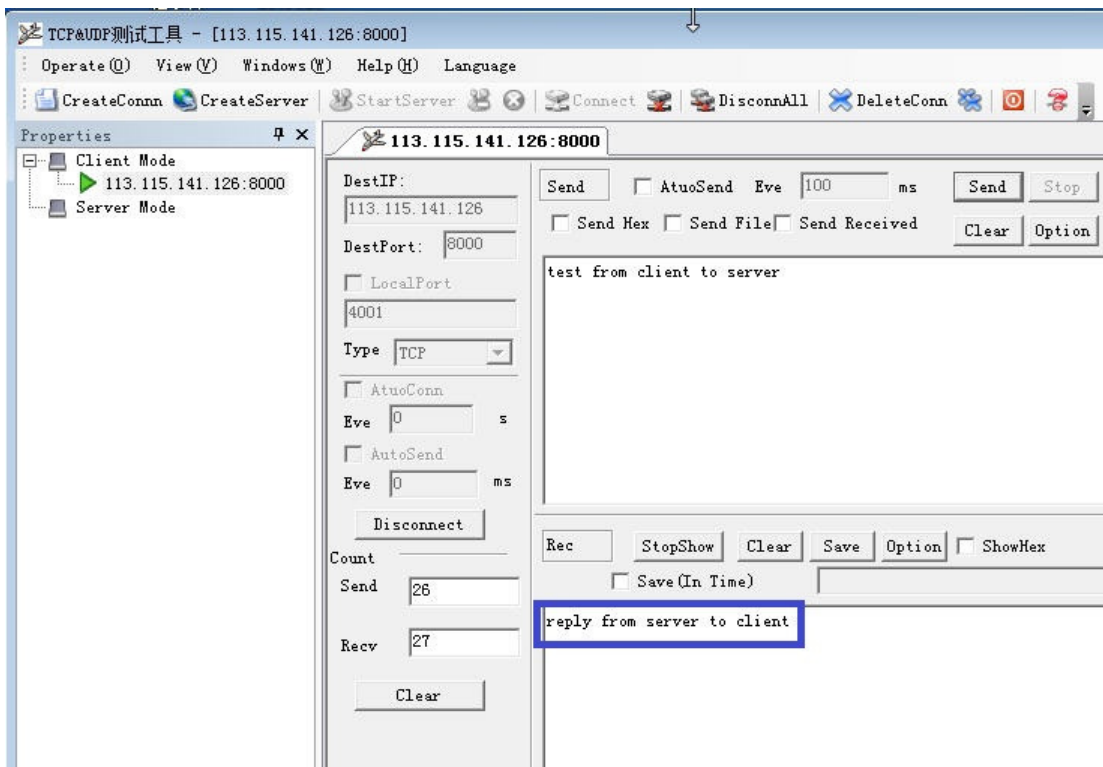 TCP&UDP测试工具 - [113.115.141.126:8000]
Operate(O) View(V) Windows(W) Help(H) Language
CreateConnn CreateServer StartServer Connect DisconnAll DeleteConn
Properties
Client Mode
113.115.141.126:8000
Server Mode
113.115.141.126:8000
DestIP:
113.115.141.126
DestPort: 8000
LocalPort
4001
Type TCP
AtuoConn
Eve 0 s
AutoSend
Eve 0 ms
Disconnect
Count
Send 26
Recv 27
Clear
Send AtuoSend Eve 100 ms Send Stop
Send Hex Send File Send Received Clear Option
test from client to server
Rec StopShow Clear Save Option ShowHex
Save(In Time)
reply from server to client